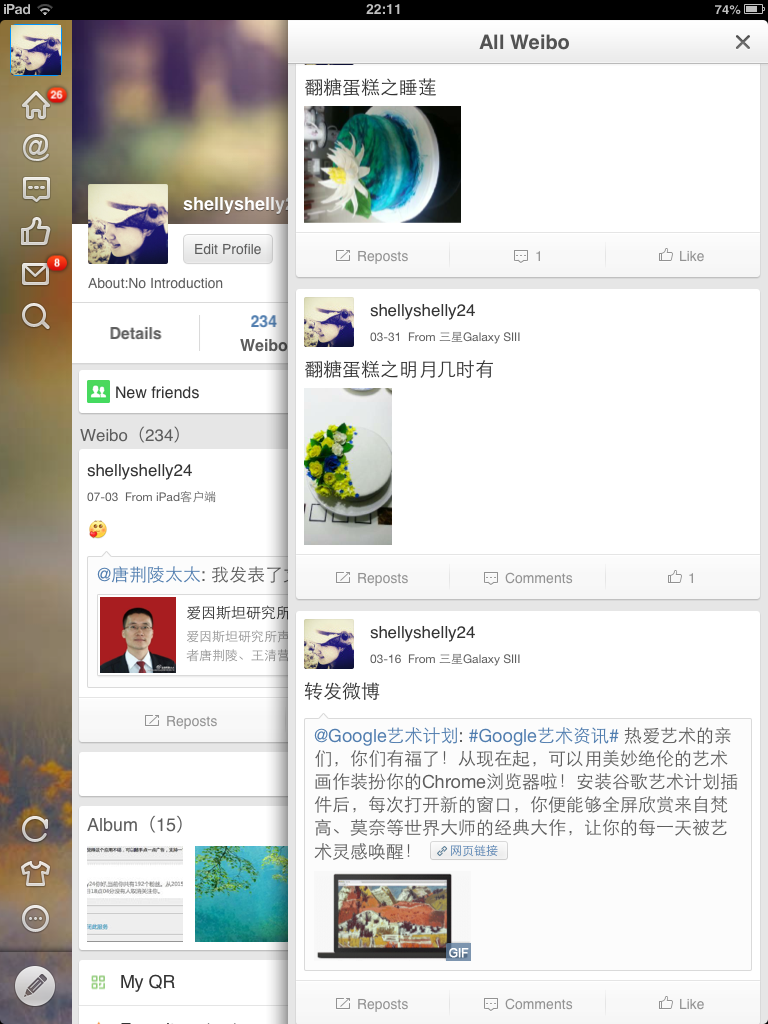 iPad
22:11
74%
26
8
shellyshelly2
Edit Profile
About:No Introduction
Details
234
Weibo
New friends
Weibo（234）
shellyshelly24
07-03 From iPad客户端
@唐荆陵太太: 我发表了
爱因斯坦研究所
爱因斯坦研究所声
者唐荆陵、王清营
Reposts
Album（15）
My QR
All Weibo
翻糖蛋糕之睡莲
Reposts
1
Like
shellyshelly24
03-31 From 三星Galaxy SIII
翻糖蛋糕之明月几时有
Reposts
Comments
1
shellyshelly24
03-16 From 三星Galaxy SIII
转发微博
@Google艺术计划: #Google艺术资讯# 热爱艺术的亲
们，你们有福了！从现在起，可以用美妙绝伦的艺术
画作装扮你的Chrome浏览器啦！安装谷歌艺术计划插
件后，每次打开新的窗口，你便能够全屏欣赏来自梵
高、莫奈等世界大师的经典大作，让你的每一天被艺
术灵感唤醒！ 网页链接
GIF
Reposts
Comments
Like